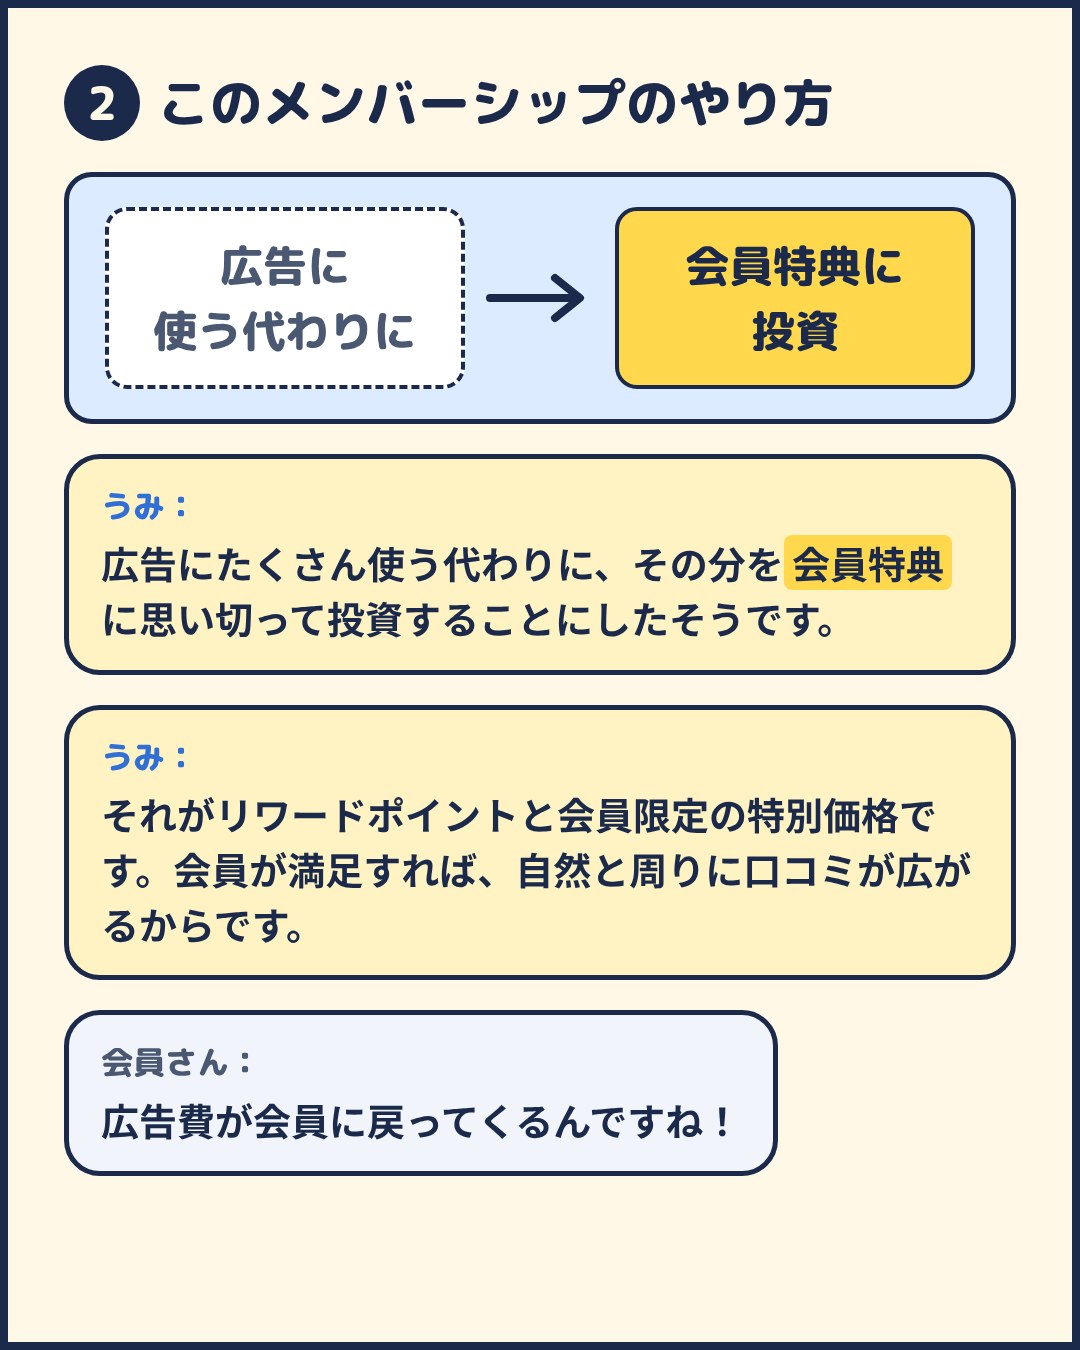 2 このメンバーシップのやり方
広告に
使う代わりに
会員特典に
投資
うみ：
広告にたくさん使う代わりに、その分を会員特典
に思い切って投資することにしたそうです。
うみ：
それがリワードポイントと会員限定の特別価格で
す。会員が満足すれば、自然と周りに口コミが広が
るからです。
会員さん：
広告費が会員に戻ってくるんですね！